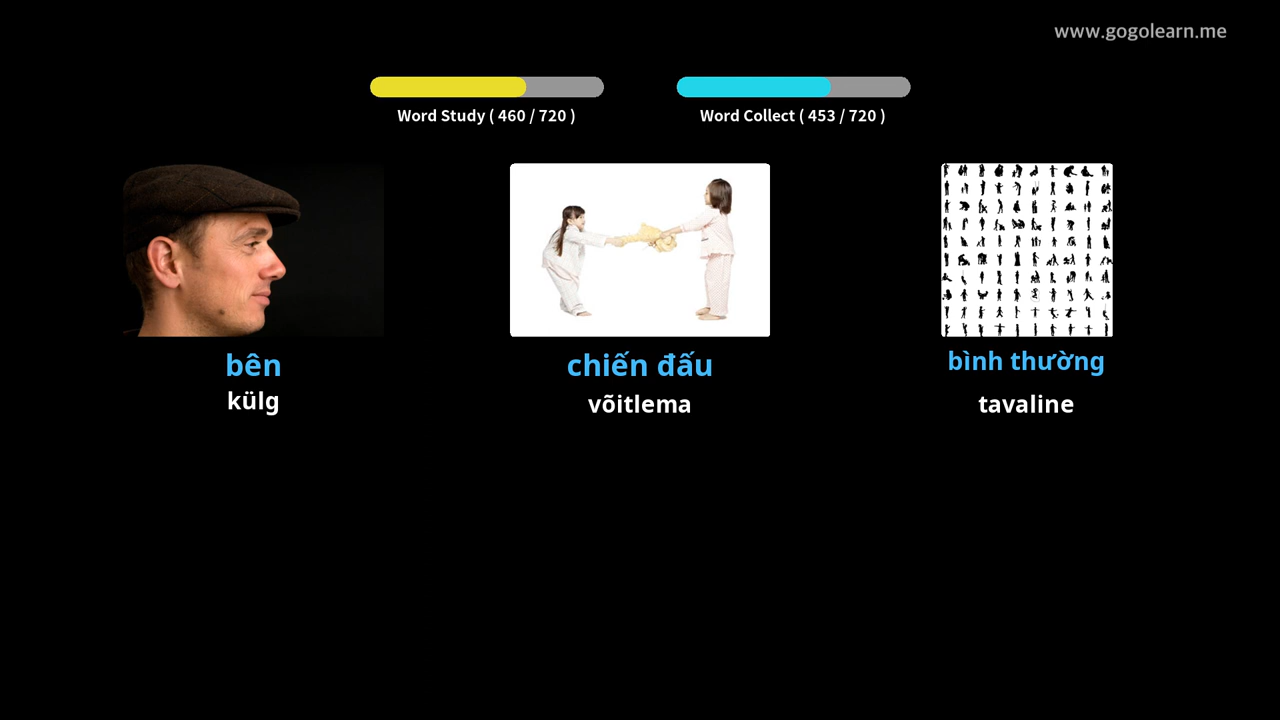 www.gogolearn.me
Word Study ( 460 / 720 )
Word Collect ( 453 / 720 )
bên
külg
chiến đấu
võitlema
bình thường
tavaline